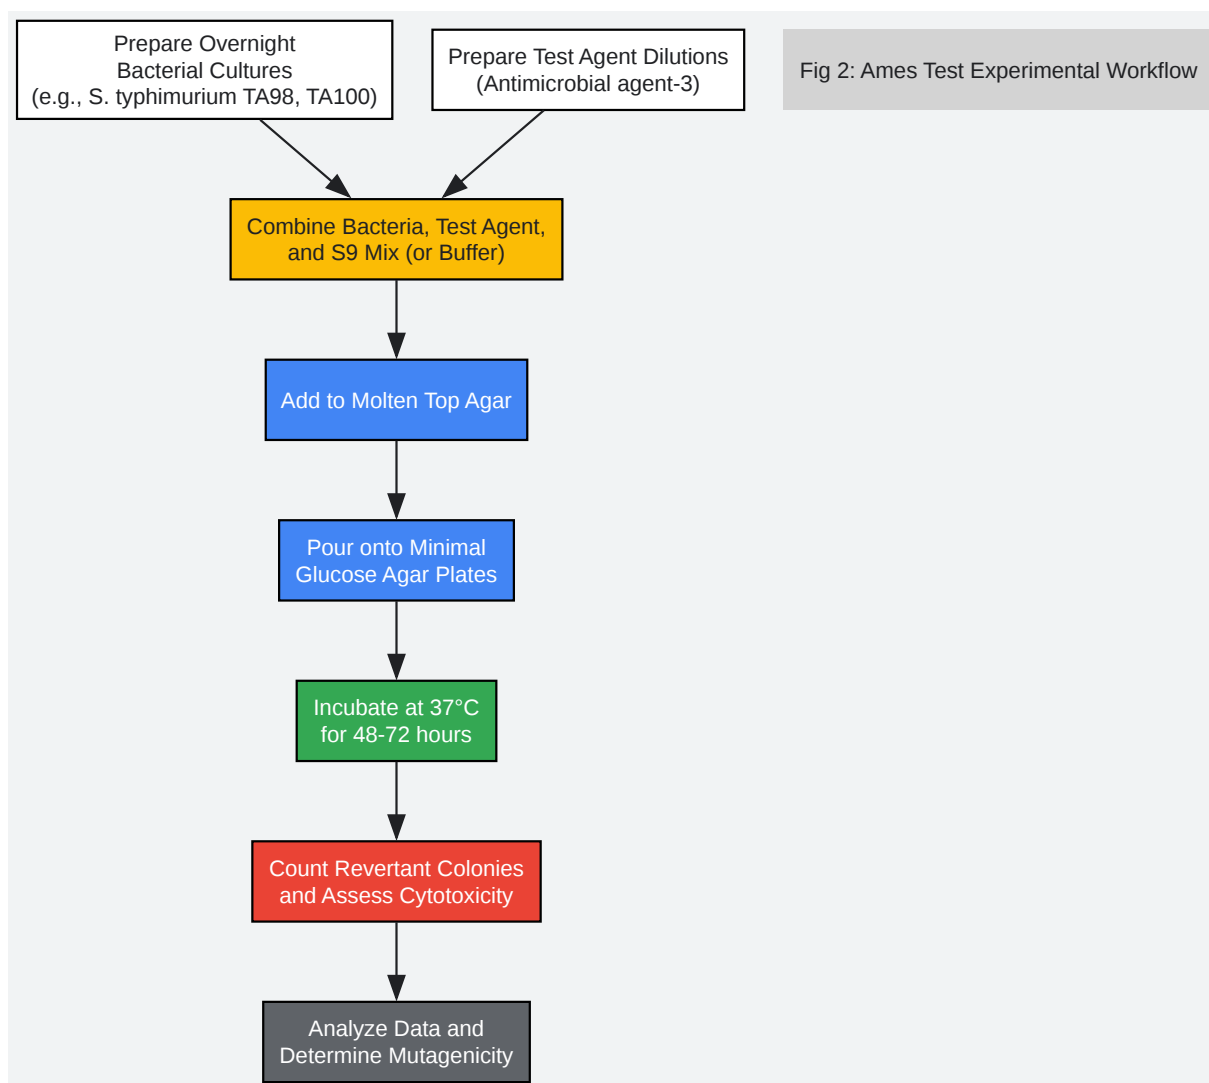 Prepare Overnight
Bacterial Cultures
(e.g., S. typhimurium TA98, TA100)
Prepare Test Agent Dilutions
(Antimicrobial agent-3)
Fig 2: Ames Test Experimental Workflow
Combine Bacteria, Test Agent,
and S9 Mix (or Buffer)
Add to Molten Top Agar
Pour onto Minimal
Glucose Agar Plates
Incubate at 37°C
for 48-72 hours
Count Revertant Colonies
and Assess Cytotoxicity
Analyze Data and
Determine Mutagenicity